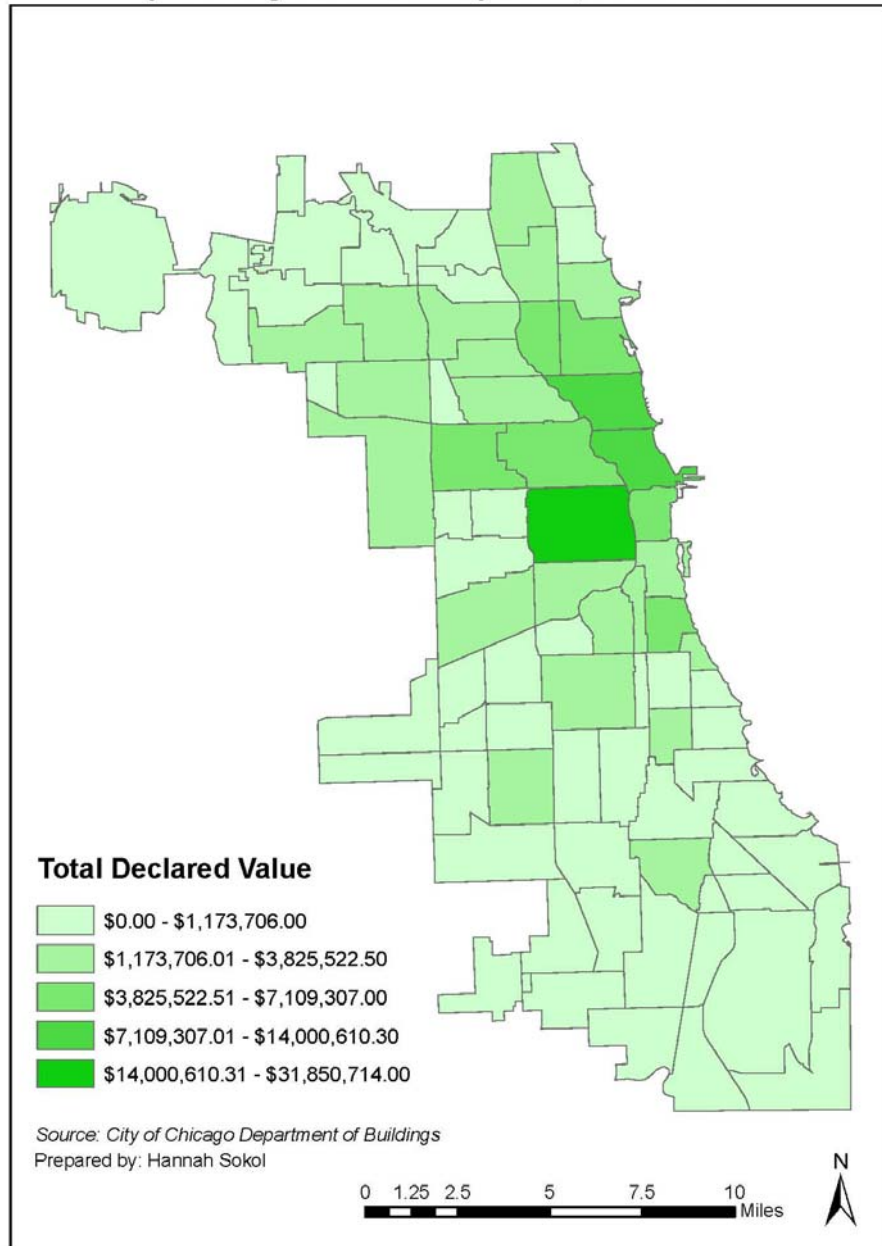 Total Declared Value
$0.00 - $1,173,706.00
$1,173,706.01 - $3,825,522.50
$3,825,522.51 - $7,109,307.00
$7,109,307.01 - $14,000,610.30
$14,000,610.31 - $31,850,714.00
Source: City of Chicago Department of Buildings
Prepared by: Hannah Sokol
N
0 1.25 2.5 5 7.5 10
Miles